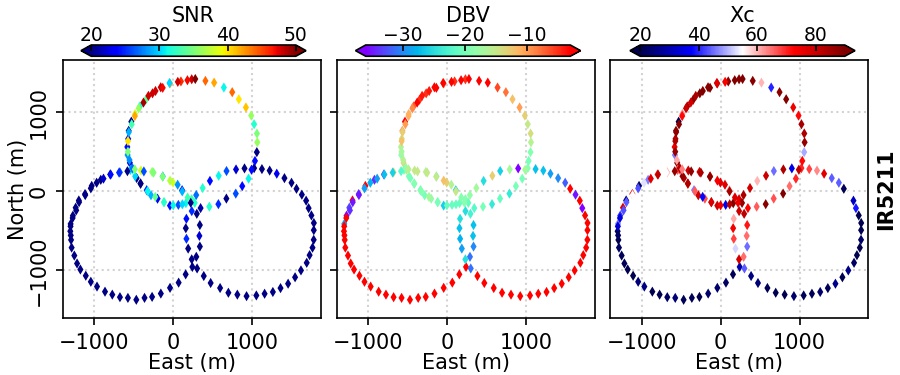 SNR DBV Xc
20 30 40 50 −30 −20 −10 20 40 60 80
North (m)
1000
0
−1000
IR5211
−1000 0 1000 −1000 0 1000 −1000 0 1000
East (m) East (m) East (m)